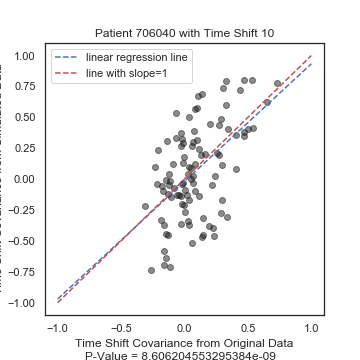 Patient 706040 with Time Shift 10
linear regression line
line with slope=1
1.00
0.75
0.50
0.25
0.00
−0.25
−0.50
−0.75
−1.00
−1.0
−0.5
0.0
0.5
1.0
Time Shift Covariance from Original Data
P-Value = 8.606204553295384e-09